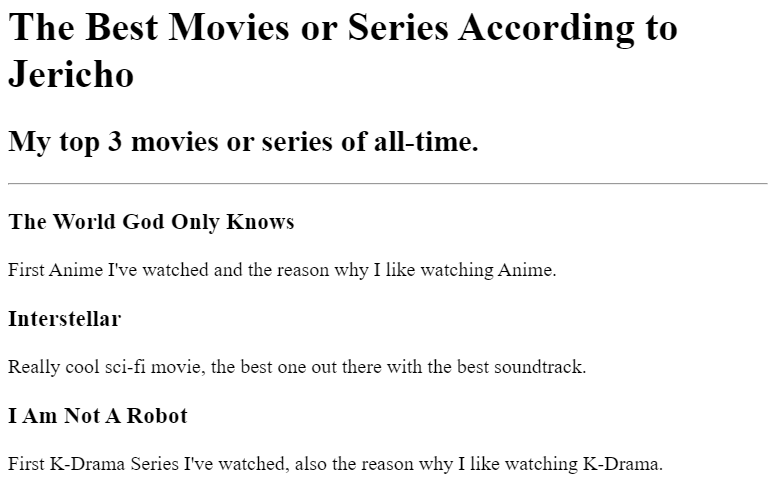 The Best Movies or Series According to
Jericho
My top 3 movies or series of all-time.
The World God Only Knows
First Anime I've watched and the reason why I like watching Anime.
Interstellar
Really cool sci-fi movie, the best one out there with the best soundtrack.
I Am Not A Robot
First K-Drama Series I've watched, also the reason why I like watching K-Drama.